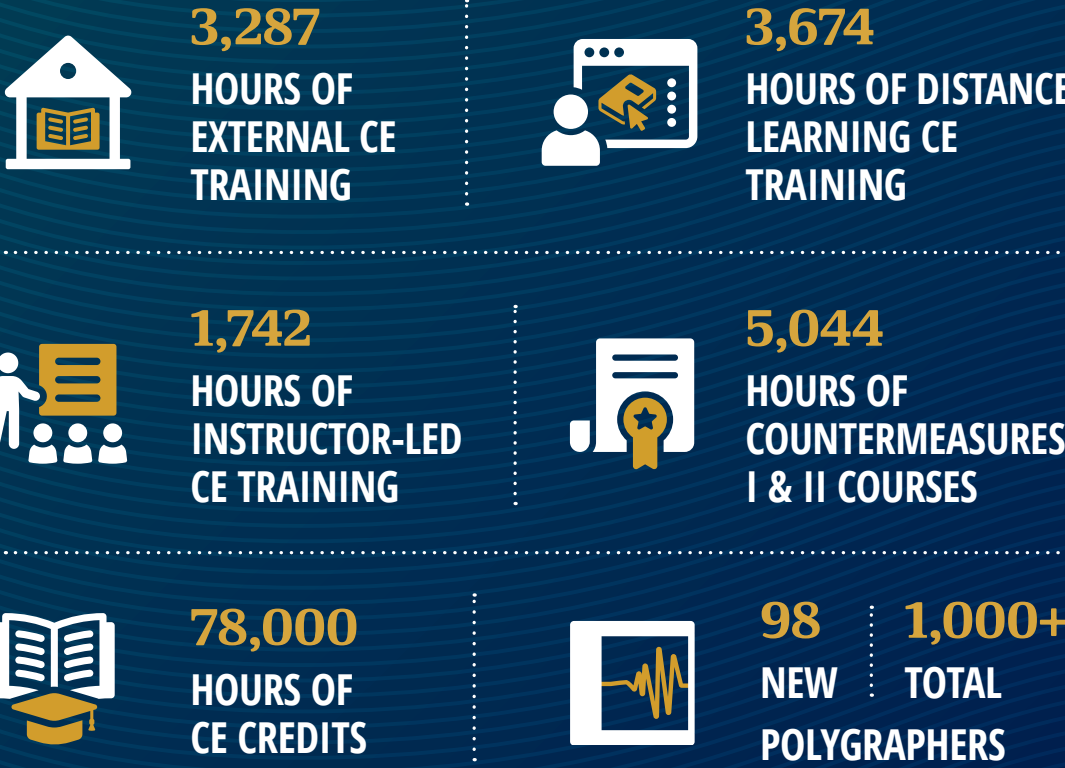 3,287
HOURS OF
EXTERNAL CE
TRAINING
3,674
HOURS OF DISTANCE
LEARNING CE
TRAINING
1,742
HOURS OF
INSTRUCTOR-LED
CE TRAINING
5,044
HOURS OF
COUNTERMEASURES
I & II COURSES
78,000
HOURS OF
CE CREDITS
98
NEW
1,000+
TOTAL
POLYGRAPHERS